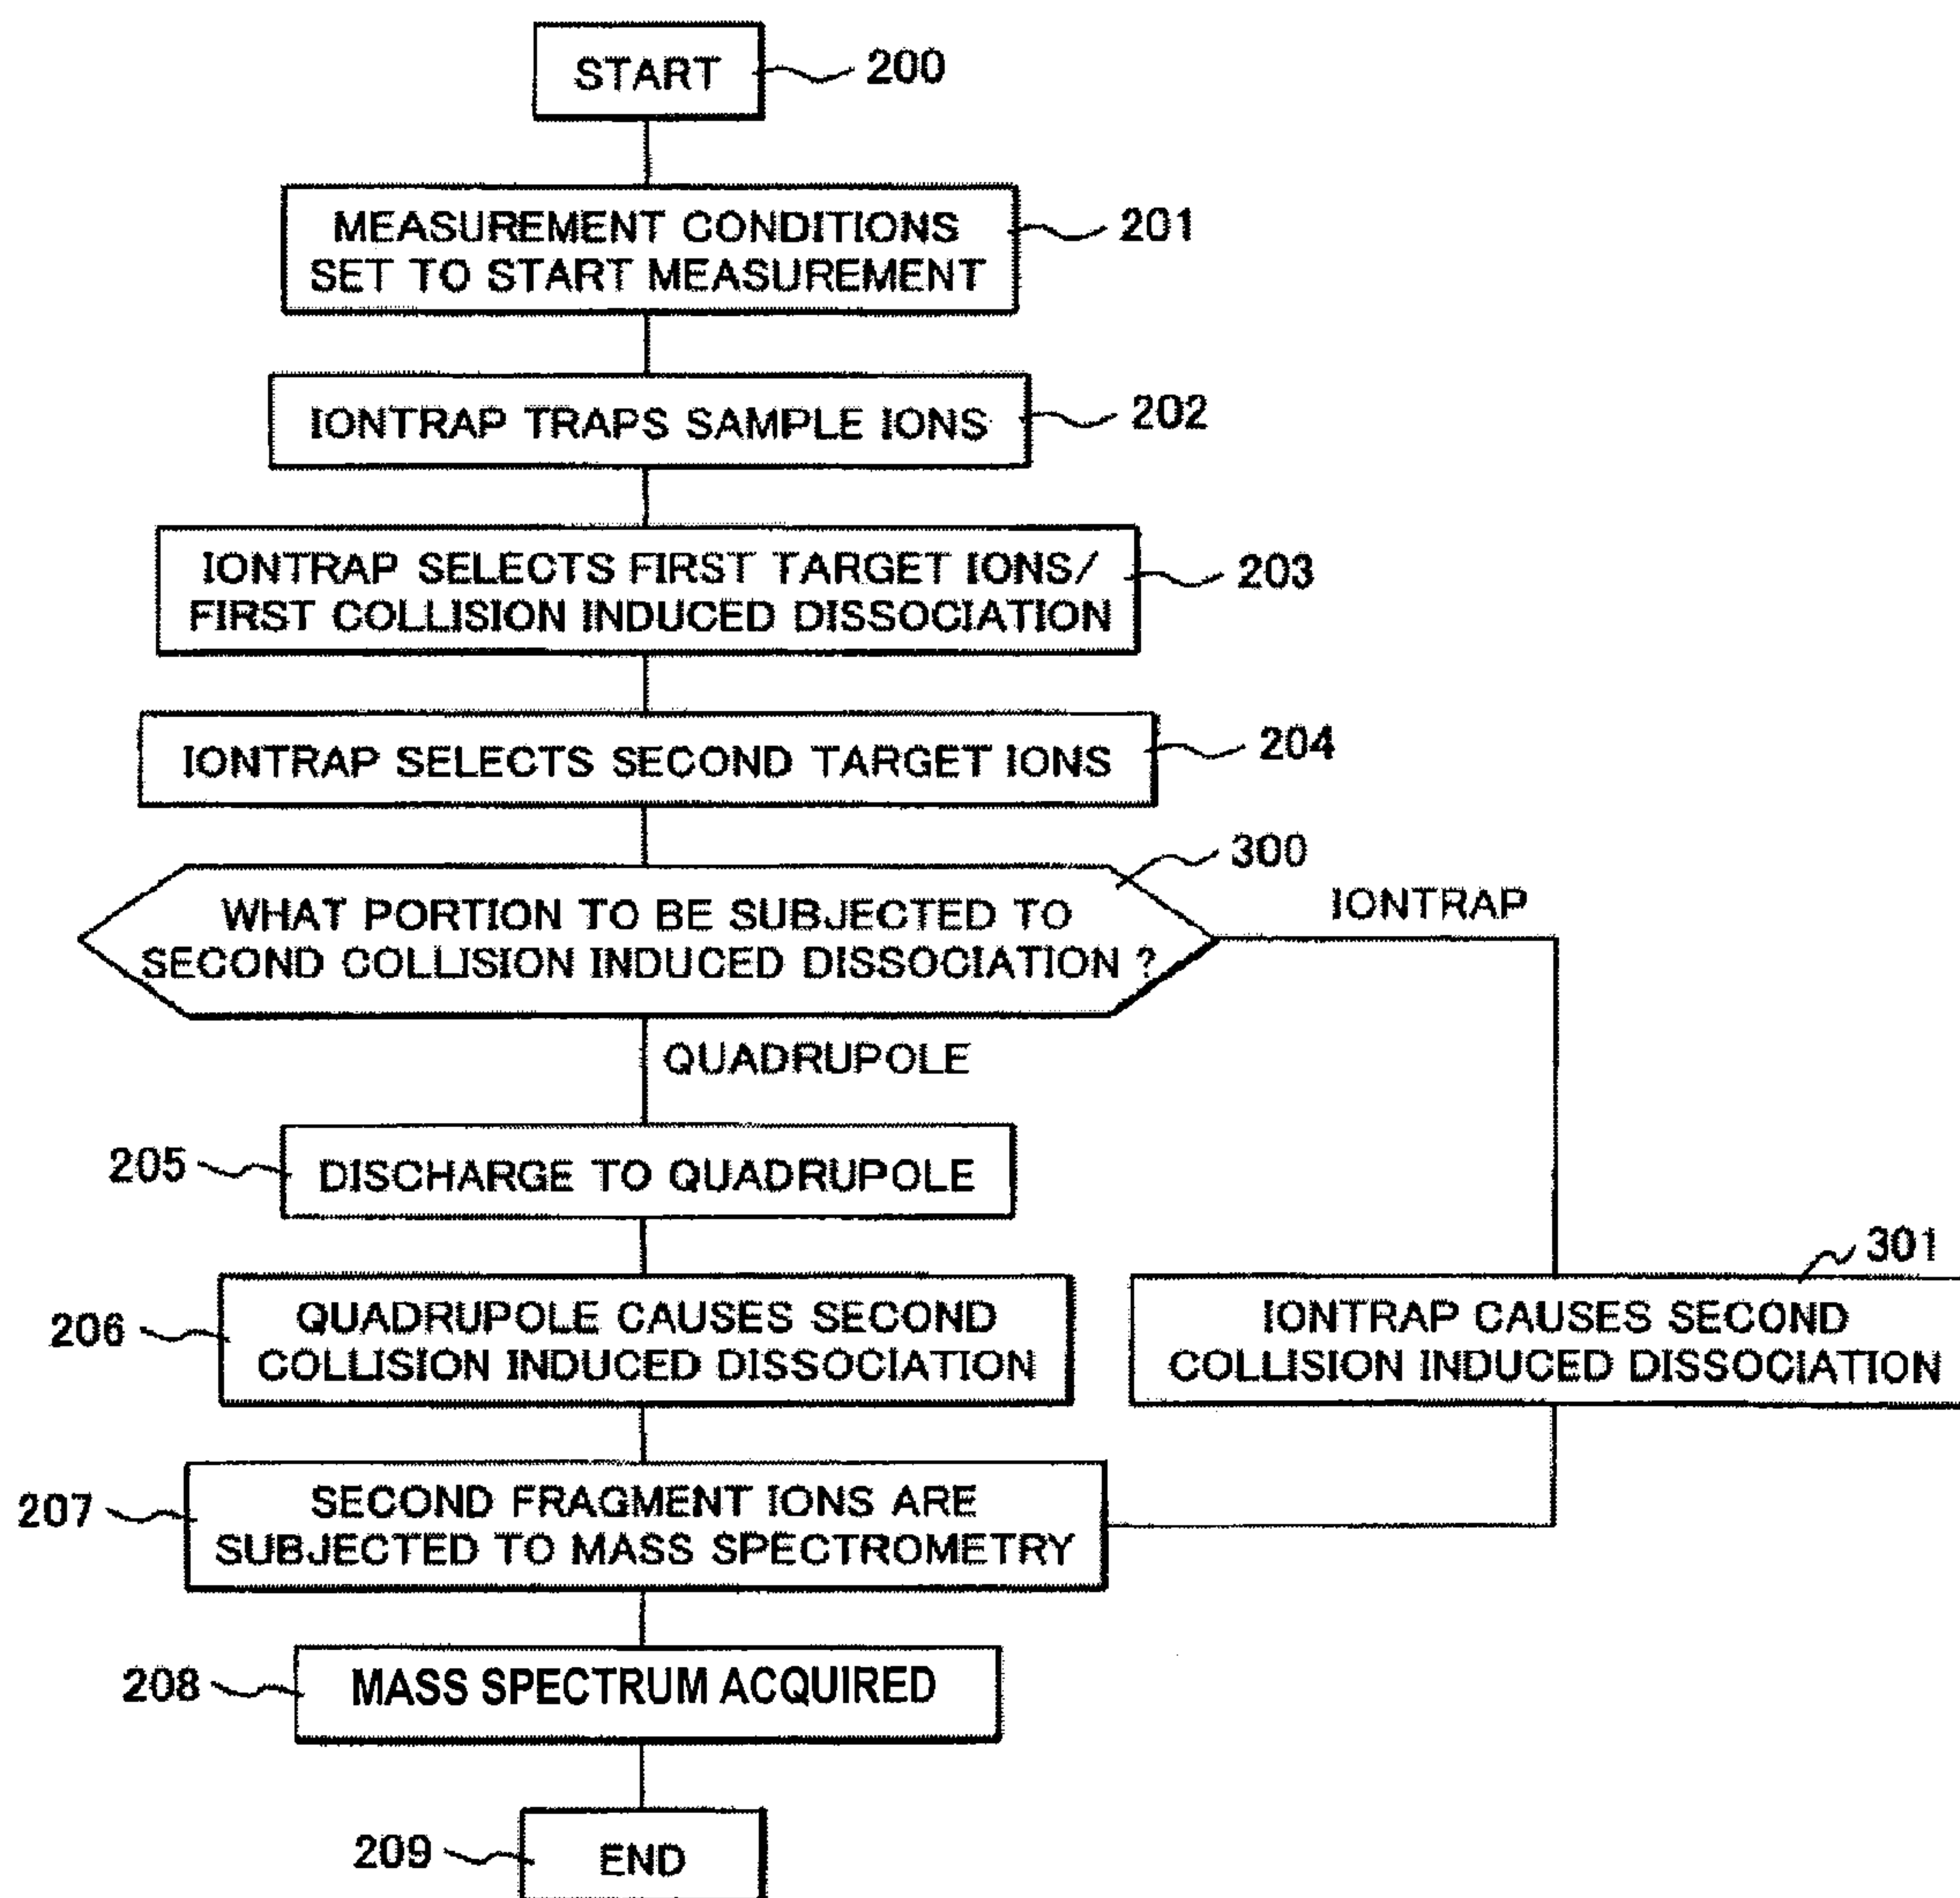 START
200
MEASUREMENT CONDITIONS
SET TO START MEASUREMENT
201
IONTRAP TRAPS SAMPLE IONS
202
IONTRAP SELECTS FIRST TARGET IONS/
FIRST COLLISION INDUCED DISSOCIATION
203
IONTRAP SELECTS SECOND TARGET IONS
204
300
WHAT PORTION TO BE SUBJECTED TO
SECOND COLLISION INDUCED DISSOCIATION ?
IONTRAP
QUADRUPOLE
205
DISCHARGE TO QUADRUPOLE
206
QUADRUPOLE CAUSES SECOND
COLLISION INDUCED DISSOCIATION
301
IONTRAP CAUSES SECOND
COLLISION INDUCED DISSOCIATION
207
SECOND FRAGMENT IONS ARE
SUBJECTED TO MASS SPECTROMETRY
208
MASS SPECTRUM ACQUIRED
209
END